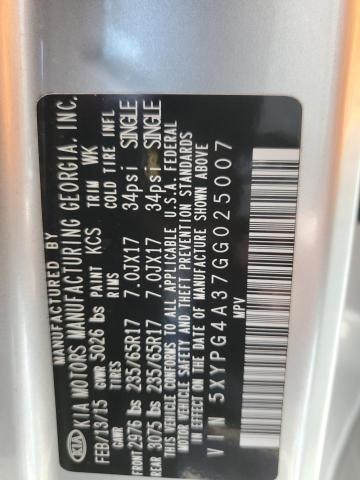 MANUFACTURED BY
KIA KIA MOTORS MANUFACTURING GEORGIA, INC.
FEB/13/15 GVWR 5026 lbs PAINT KCS TRIM WK
GAWR RIMS COLD TIRE INFL
FRONT 2976 lbs 235/65R17 7.0JX17 34psi SINGLE
REAR 3075 lbs 235/65R17 7.0JX17 34psi SINGLE
THIS VEHICLE CONFORMS TO ALL APPLICABLE U.S.A. FEDERAL
MOTOR VEHICLE SAFETY AND THEFT PREVENTION STANDARDS
IN EFFECT ON THE DATE OF MANUFACTURE SHOWN ABOVE
VIN 5XYPG4A37GG025007
MPV